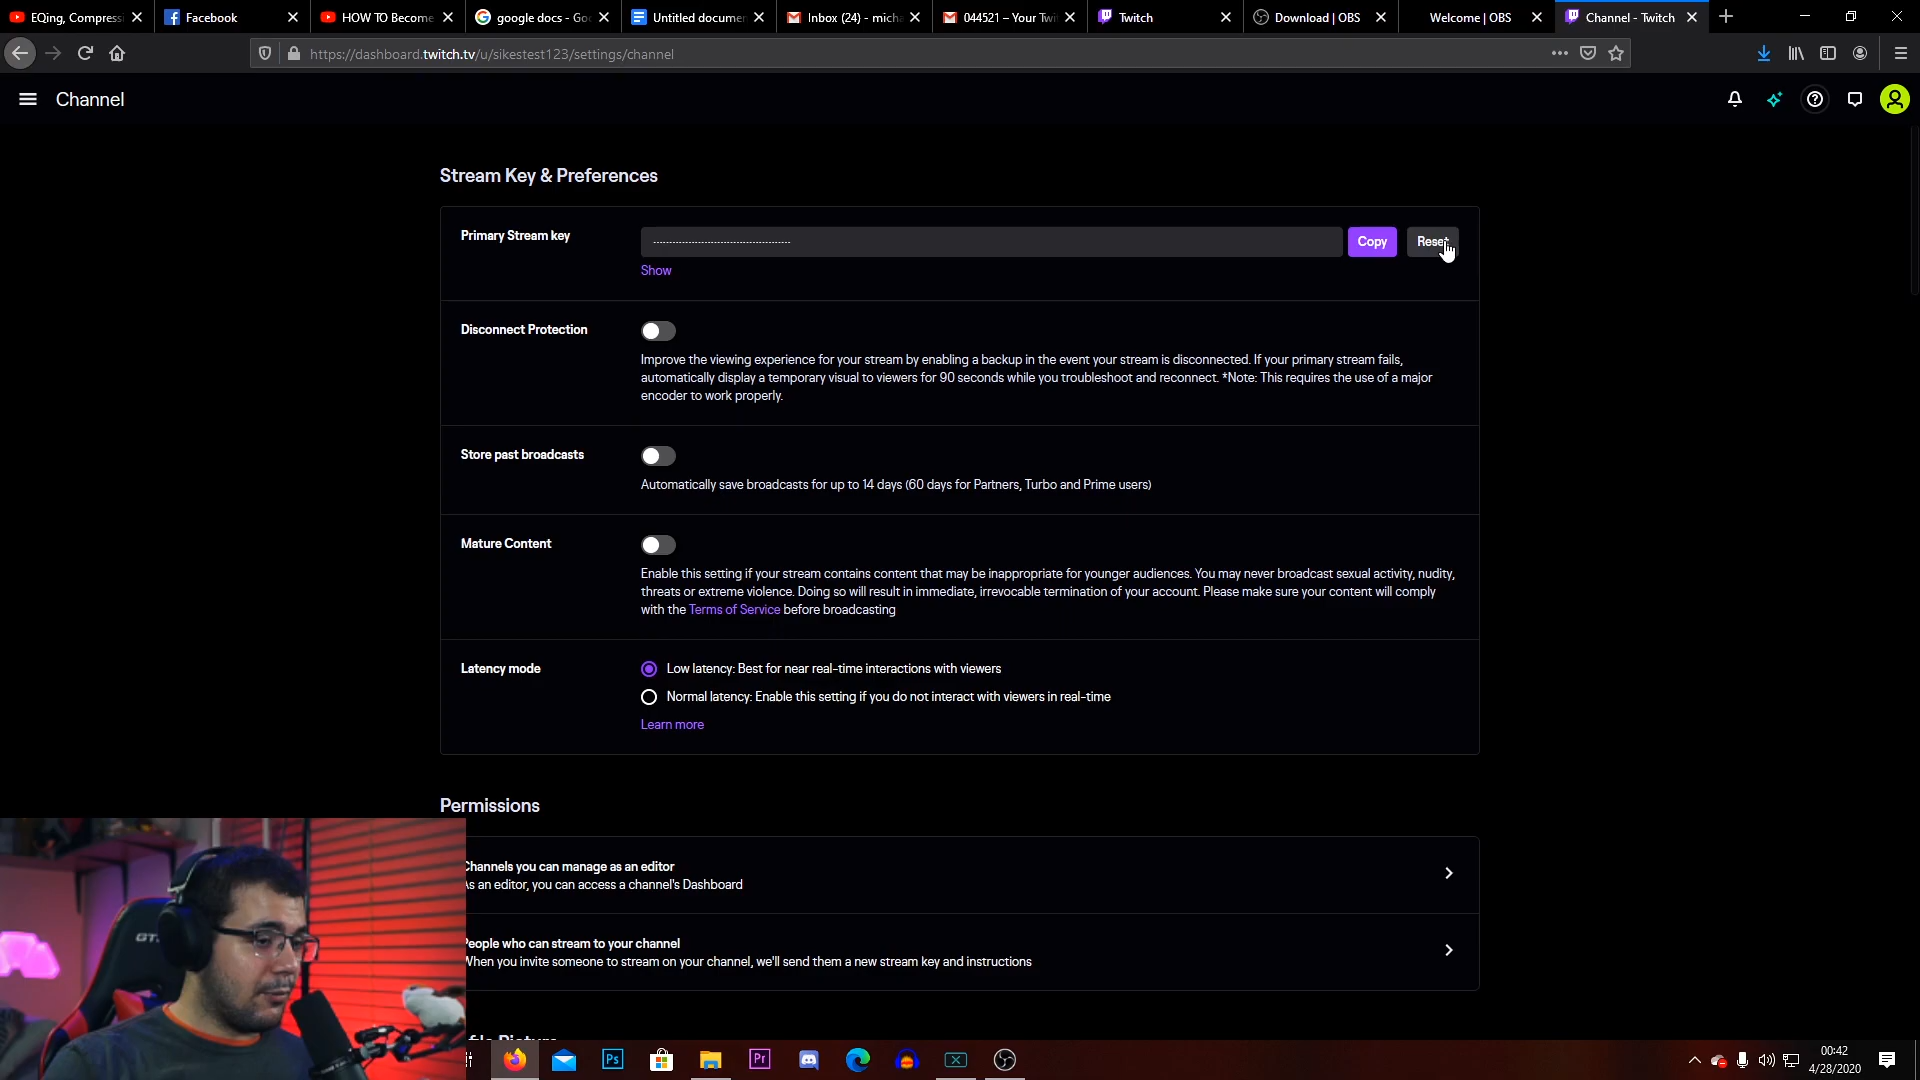 EQing, Compressi
Facebook
HOW TO Become
google docs - Go
Untitled documen
Inbox (24) - micha
044521 – Your Twi
Twitch
Download | OBS
Welcome | OBS
Channel - Twitch
https://dashboard.twitch.tv/u/sikestest123/settings/channel
Channel
Stream Key & Preferences
Primary Stream key
Copy
Reset
Show
Disconnect Protection
Improve the viewing experience for your stream by enabling a backup in the event your stream is disconnected. If your primary stream fails,
automatically display a temporary visual to viewers for 90 seconds while you troubleshoot and reconnect. *Note: This requires the use of a major
encoder to work properly.
Store past broadcasts
Automatically save broadcasts for up to 14 days (60 days for Partners, Turbo and Prime users)
Mature Content
Enable this setting if your stream contains content that may be inappropriate for younger audiences. You may never broadcast sexual activity, nudity,
threats or extreme violence. Doing so will result in immediate, irrevocable termination of your account. Please make sure your content will comply
with the Terms of Service before broadcasting
Latency mode
Low latency: Best for near real-time interactions with viewers
Normal latency: Enable this setting if you do not interact with viewers in real-time
Learn more
Permissions
Channels you can manage as an editor
As an editor, you can access a channel's Dashboard
People who can stream to your channel
When you invite someone to stream on your channel, we'll send them a new stream key and instructions
file Picture
GT
Ps
Pr
00:42
4/28/2020